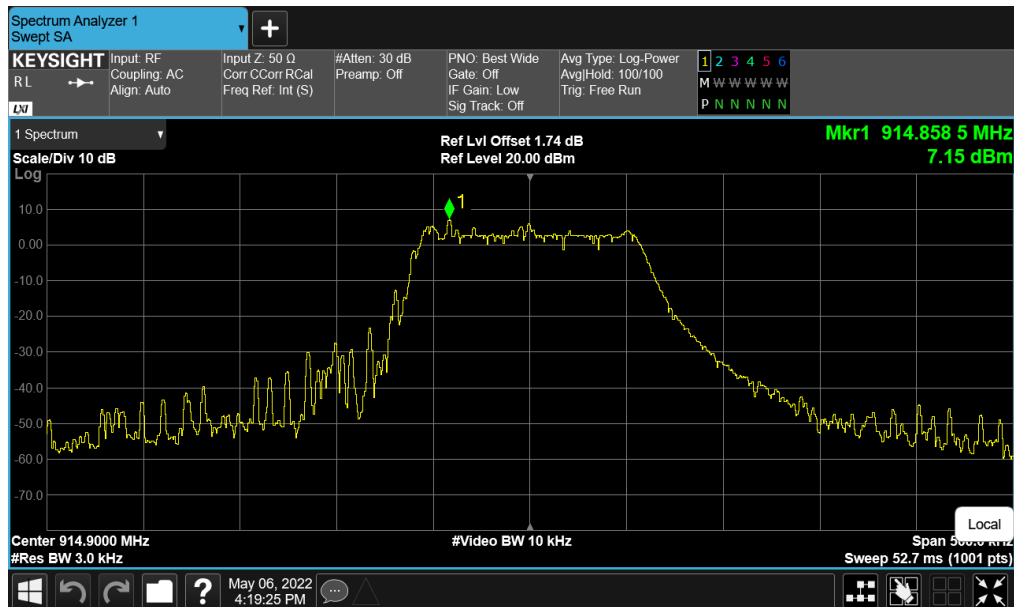 Spectrum Analyzer 1
Swept SA
+
KEYSIGHT
R L
LXI
Input: RF
Coupling: AC
Align: Auto
Input Z: 50 Ω
Corr CCorr RCal
Freq Ref: Int (S)
#Atten: 30 dB
Preamp: Off
PNO: Best Wide
Gate: Off
IF Gain: Low
Sig Track: Off
Avg Type: Log-Power
Avg|Hold: 100/100
Trig: Free Run
1 2 3 4 5 6
M W W W W W
P N N N N N
1 Spectrum
Scale/Div 10 dB
Ref Lvl Offset 1.74 dB
Ref Level 20.00 dBm
Mkr1 914.858 5 MHz
7.15 dBm
Log
1
10.0
0.00
-10.0
-20.0
-30.0
-40.0
-50.0
-60.0
-70.0
Local
Center 914.9000 MHz
#Res BW 3.0 kHz
#Video BW 10 kHz
Span
Sweep 52.7 ms (1001 pts)
?
May 06, 2022
4:19:25 PM